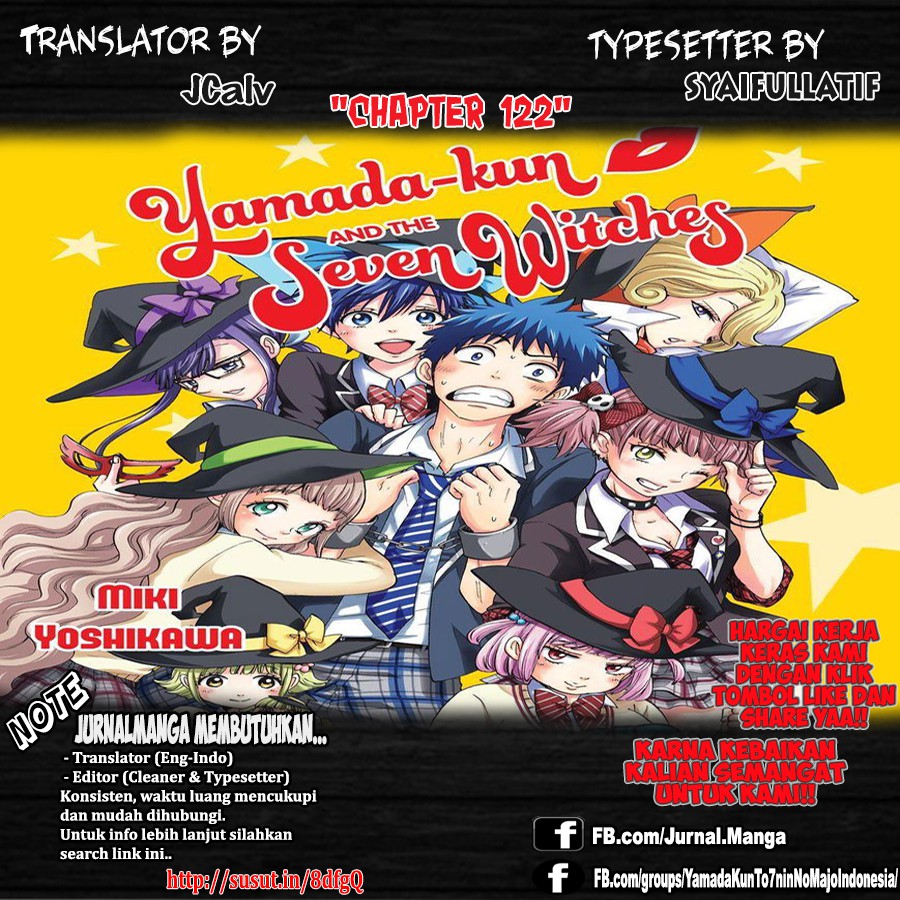 TRANSLATOR BY
JCalv
TYPESETTER BY
SYAIFULLATIF
"CHAPTER 122"
Yamada-kun
AND THE
Seven Witches
MIKI
YOSHIKAWA
HARGAI KERJA
KERAS KAMI
DENGAN KLIK
TOMBOL LIKE DAN
SHARE YAA!!
KARNA KEBAIKAN
KALIAN SEMANGAT
UNTUK KAMI!!
NOTE
JURNALMANGA MEMBUTUHKAN...
- Translator (Eng-Indo)
- Editor (Cleaner & Typesetter)
Konsisten, waktu luang mencukupi
dan mudah dihubungi.
Untuk info lebih lanjut silahkan
search link ini..
http://susut.in/8dfgQ
f FB.com/Jurnal.Manga
f FB.com/groups/YamadaKunTo7ninNoMajoIndonesia/